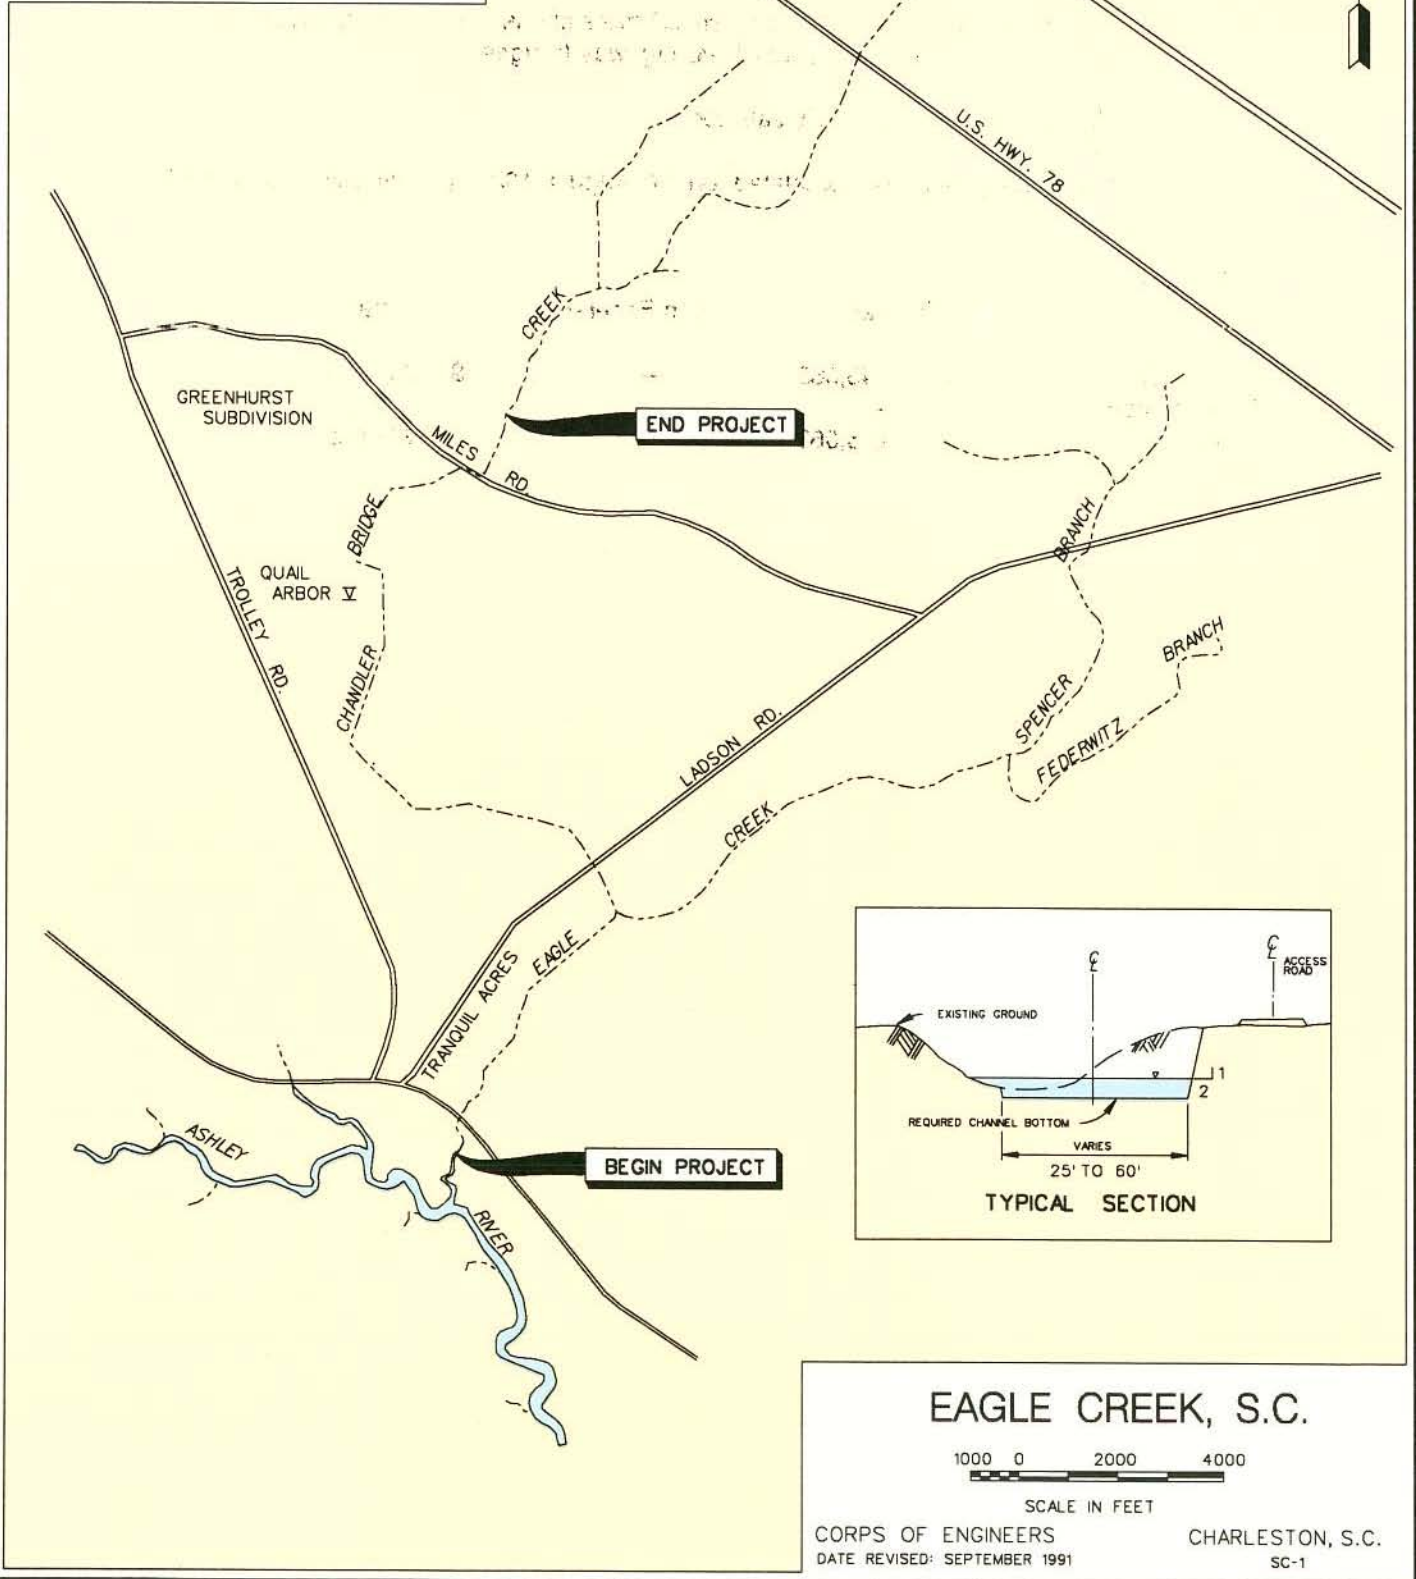 U.S. HWY. 78
CREEK
GREENHURST
SUBDIVISION
END PROJECT
MILES
RD.
BRIDGE
BRANCH
QUAIL
ARBOR V
TROLLEY
RD.
BRANCH
CHANDLER
SPENCER
FEDERWITZ
LADSON RD.
CREEK
EAGLE
TRANQUIL ACRES
ASHLEY
RIVER
BEGIN PROJECT
℄
℄
ACCESS
ROAD
EXISTING GROUND
1
2
REQUIRED CHANNEL BOTTOM
VARIES
25' TO 60'
TYPICAL SECTION
EAGLE CREEK, S.C.
1000 0 2000 4000
SCALE IN FEET
CORPS OF ENGINEERS
CHARLESTON, S.C.
DATE REVISED: SEPTEMBER 1991
SC-1